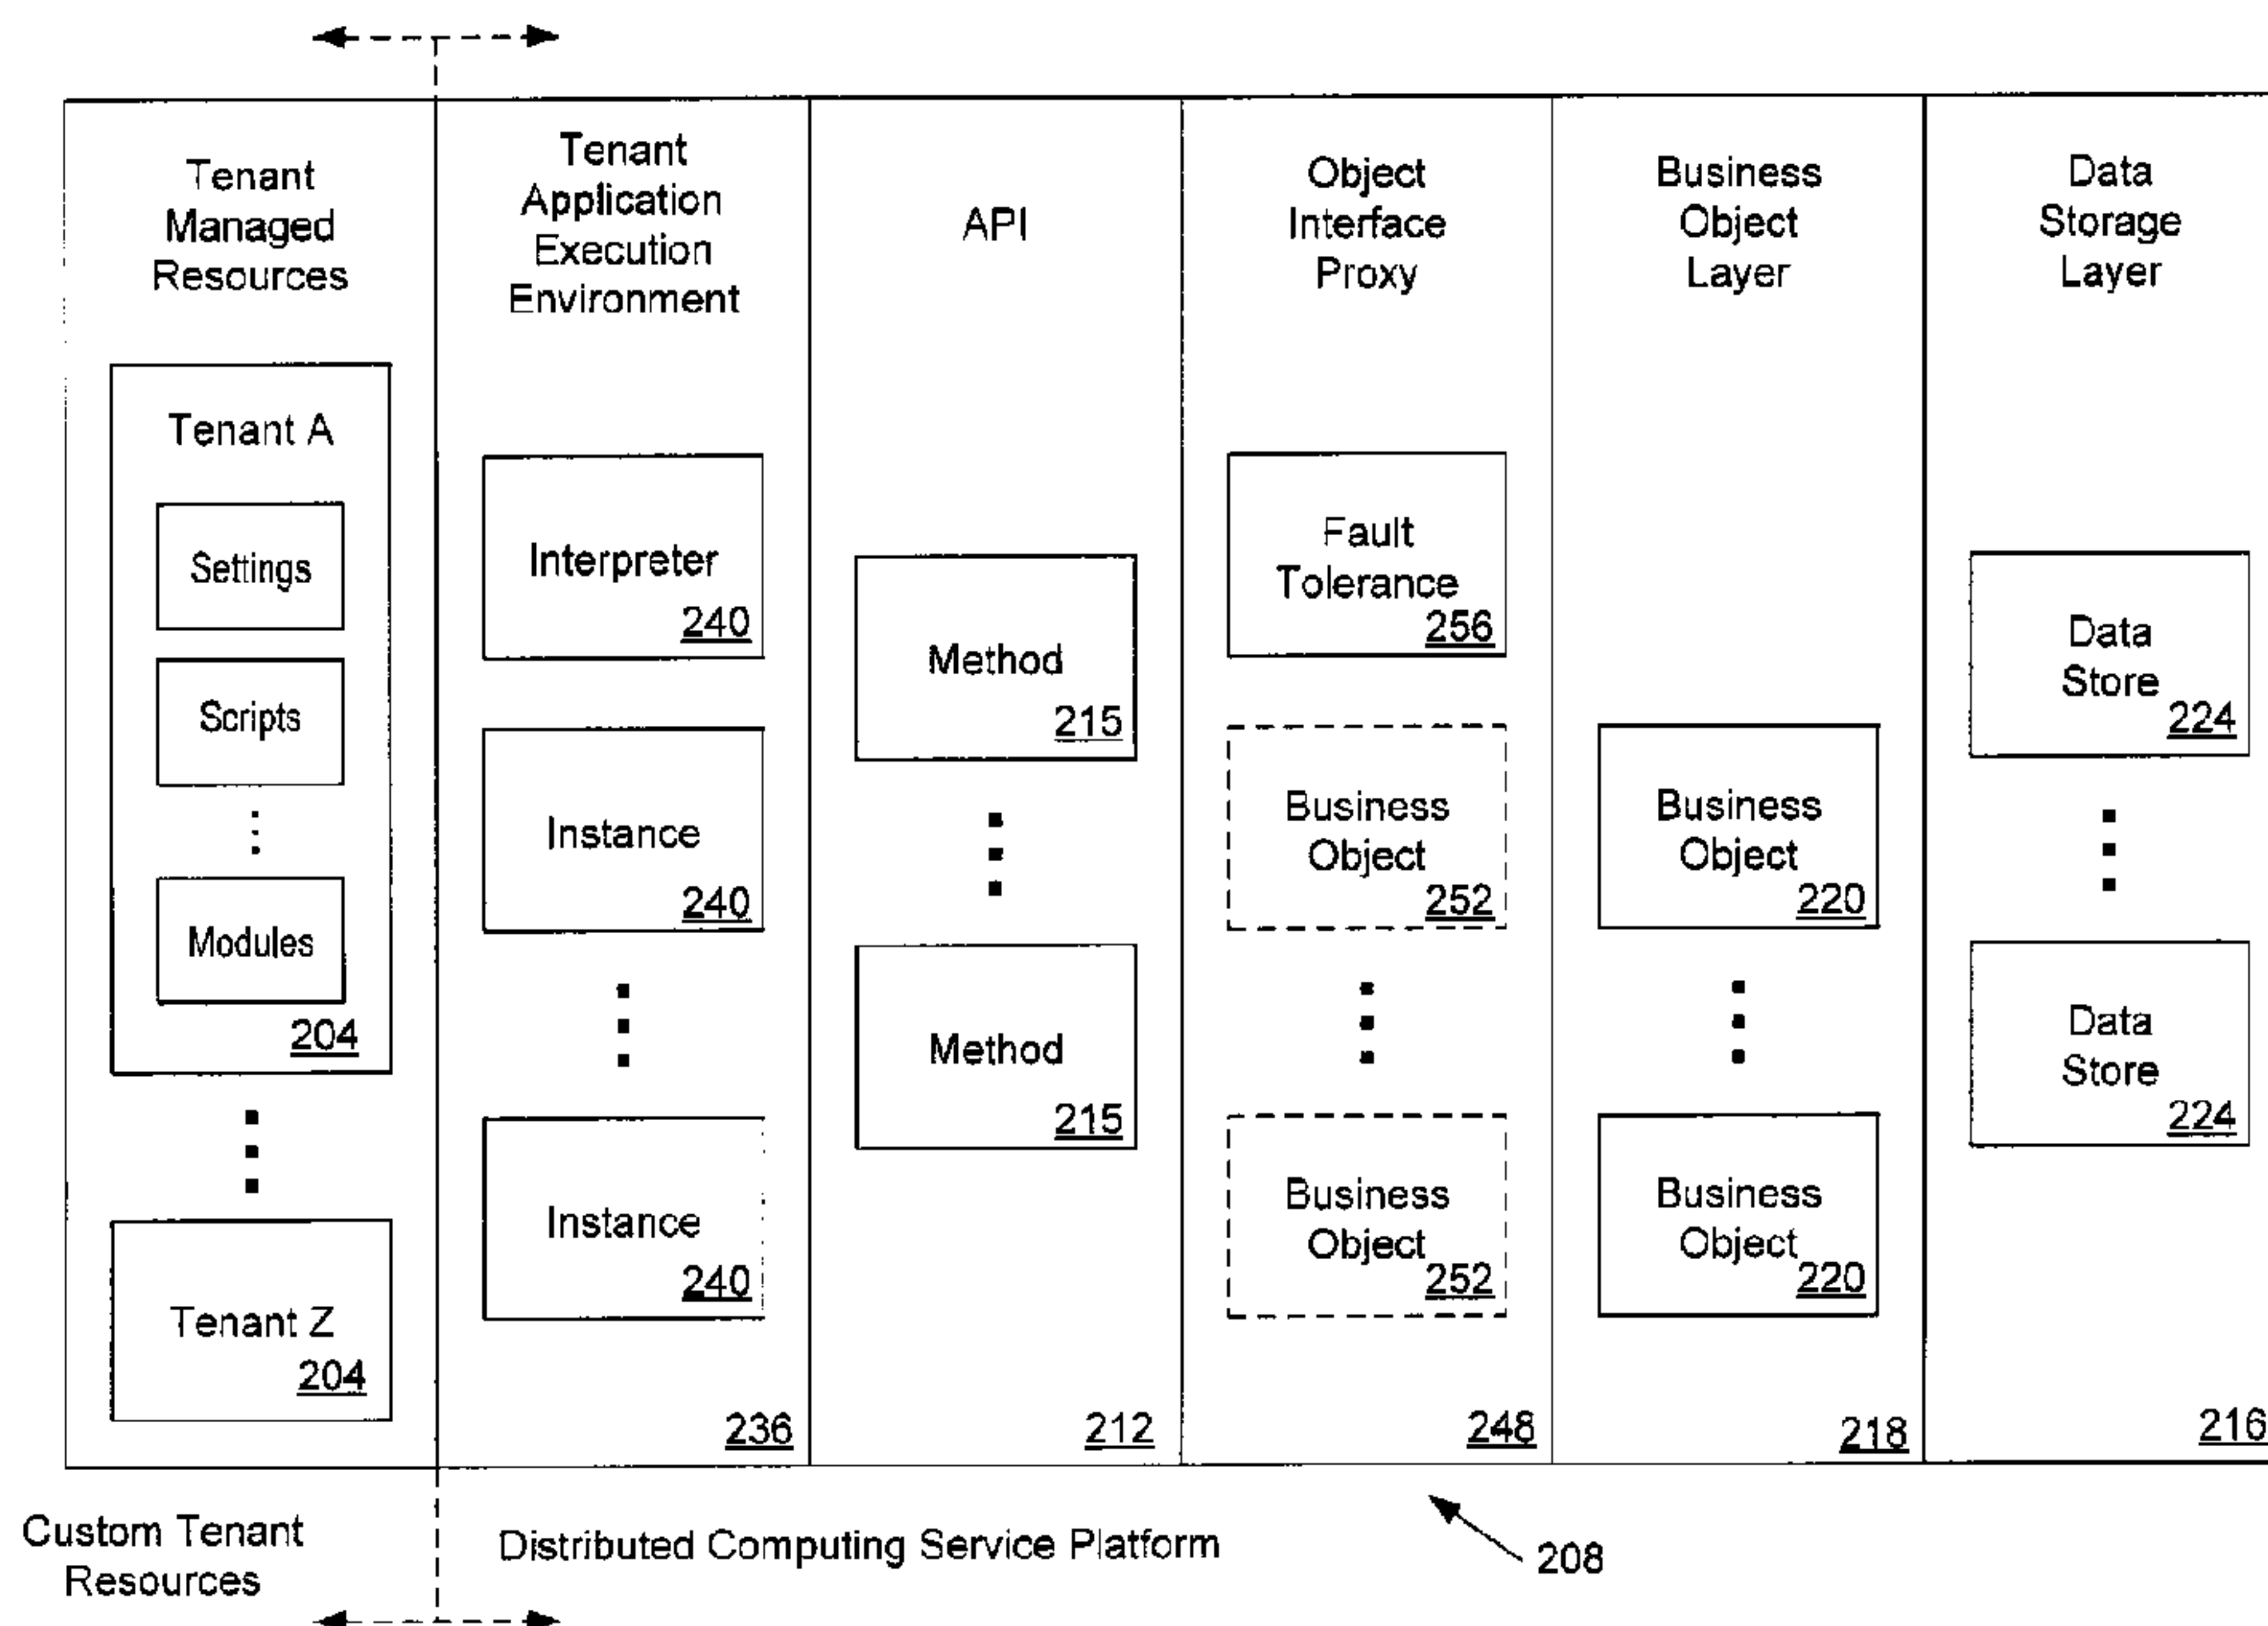 Tenant
Managed
Resources
Tenant A
Settings
Scripts
Modules
204
Tenant Z
204
Tenant
Application
Execution
Environment
Interpreter
240
Instance
240
Instance
240
236
API
Method
215
Method
215
212
Object
Interface
Proxy
Fault
Tolerance
256
Business
Object
252
Business
Object
252
248
Business
Object
Layer
Business
Object
220
Business
Object
220
218
Data
Storage
Layer
Data
Store
224
Data
Store
224
216
Custom Tenant
Resources
Distributed Computing Service Platform
208